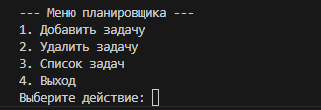 --- Меню планировщика ---
1. Добавить задачу
2. Удалить задачу
3. Список задач
4. Выход
Выберите действие: